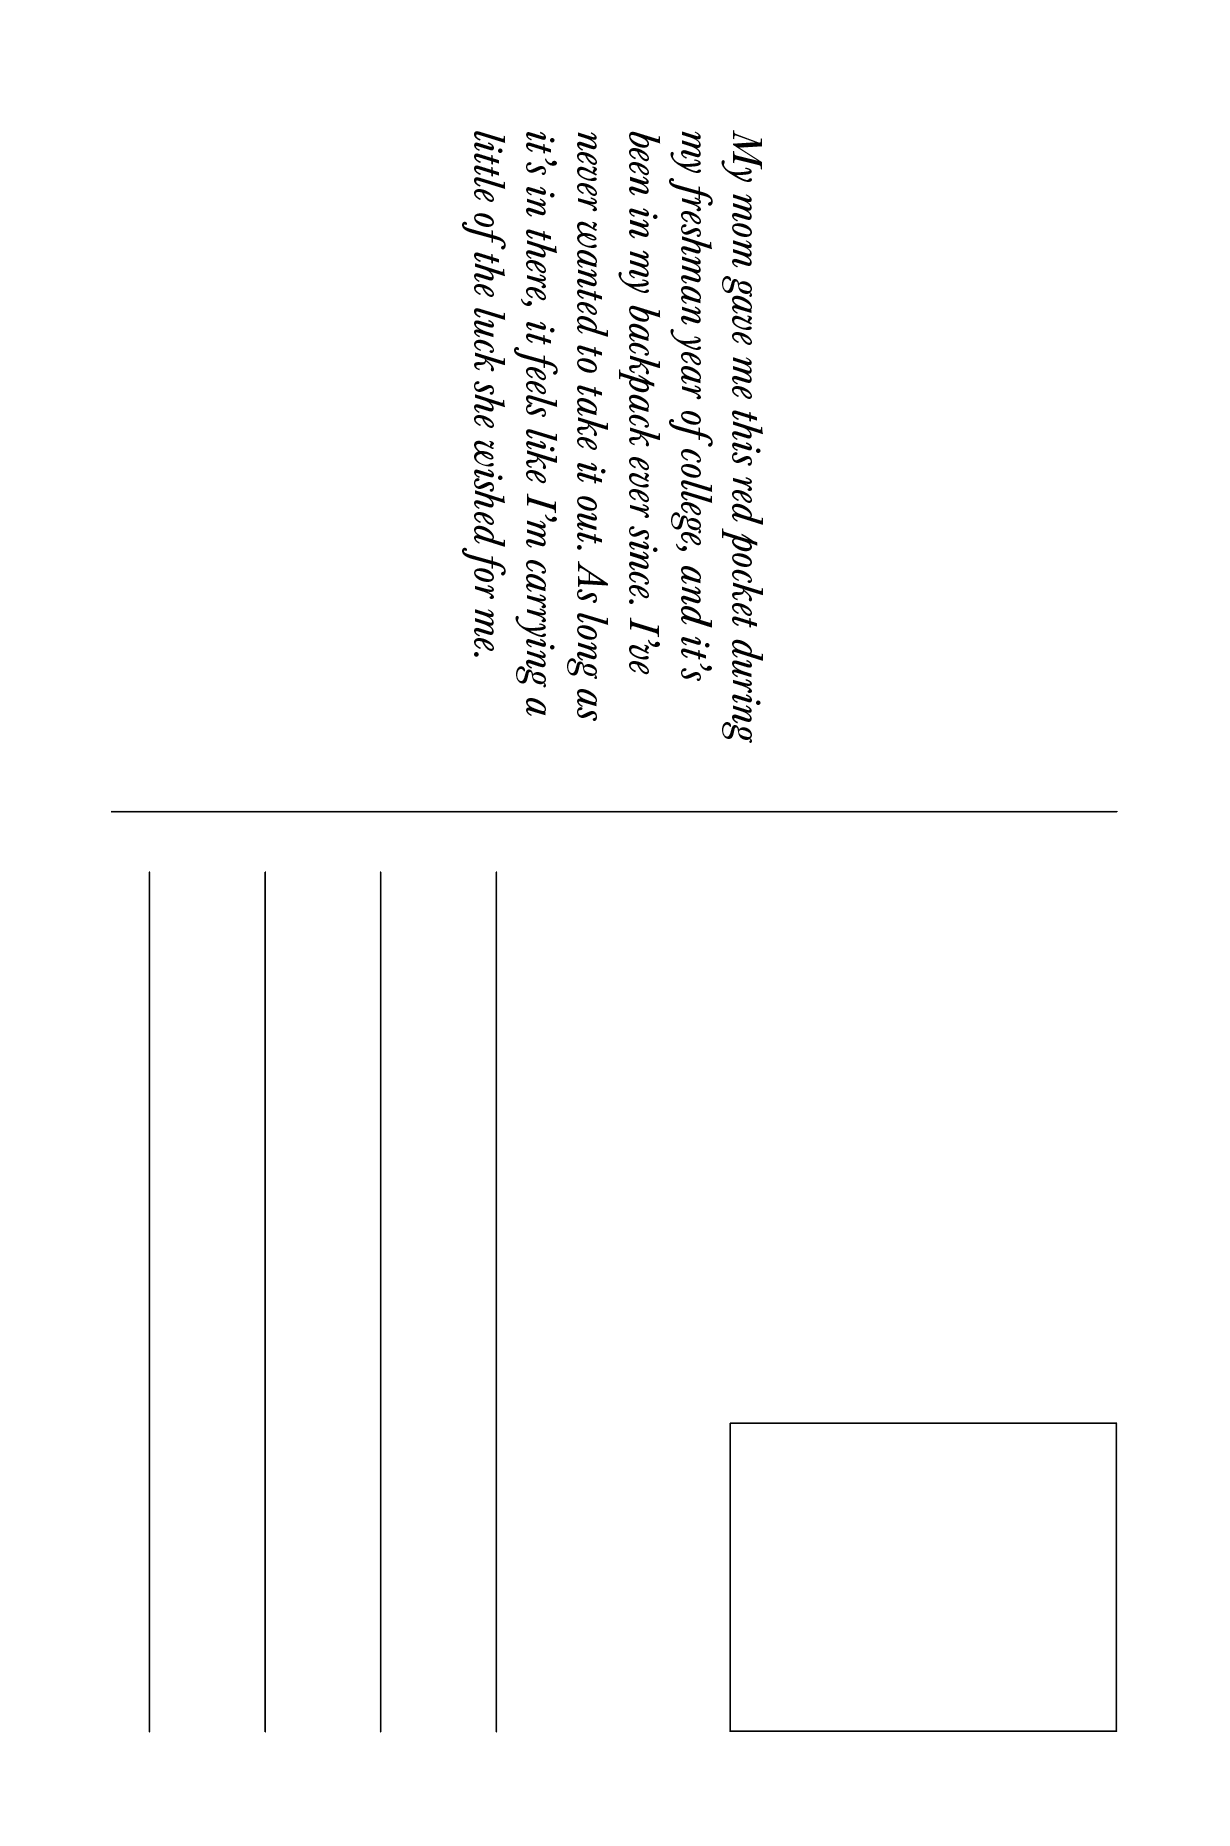 My mom gave me this red pocket during
my freshman year of college, and it’s
been in my backpack ever since. I’ve
never wanted to take it out. As long as
it’s in there, it feels like I’m carrying a
little of the luck she wished for me.